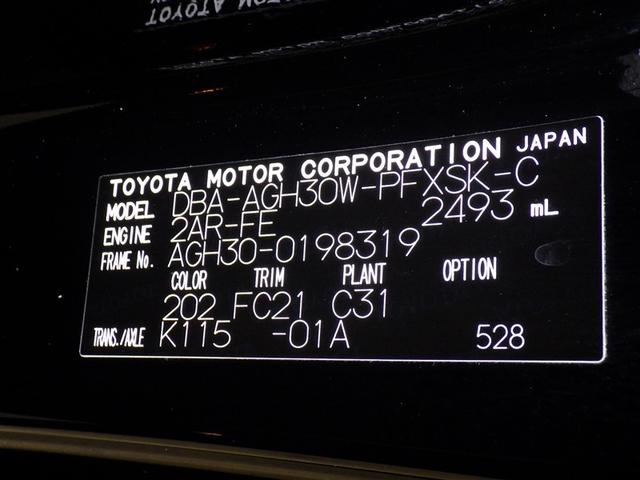 TOYOTA MOTOR CORPORATION JAPAN
MODEL DBA-AGH30W-PFXSK-C
ENGINE 2AR-FE 2493 mL
FRAME No. AGH30-0198319
COLOR TRIM PLANT OPTION
202 FC21 C31
TRANS./AXLE K115 -01A 528